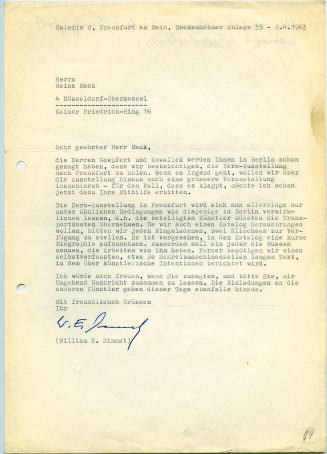 Galerie d, Frankfurt am Main, Bockenheimer Anlage 35 - 8.4.1963
Herrn
Heinz Mack
4 Düsseldorf-Oberkassel
Kaiser Friedrich-Ring 16
Sehr geehrter Herr Mack,
die Herren Goepfert und Kowallek werden Ihnen in Berlin schon
gesagt haben, dass wir beabsichtigen, die Zero-Ausstellung
nach Frankfurt zu holen. Wenn es irgend geht, wollen wir über
die Ausstellung hinaus noch eine grössere Veranstaltung
inszenieren - für den Fall, dass es klappt, möchte ich schon
jetzt dazu Ihre Mithilfe erbitten.
Die Zero-Ausstellung in Frankfurt wird sich nun allerdings nur
unter ähnlichen Bedingungen wie diejenige in Berlin verwirk-
lichen lassen, d.h. die beteiligten Künstler müssten die Trans-
portkosten übernehmen. Da wir auch einen Katalog herausbringen
wollen, bitten wir jeden Eingeladenen, zwei Klischees zur Ver-
fügung zu stellen. Es ist vorgesehen, in den Katalog eine kurze
Biographie aufzunehmen. Ausserdem soll ein jeder die Museen
nennen, die Arbeiten von ihm haben. Ferner benötigen wir einen
selbstverfassten, etwa 20 Schreibmaschinenzeilen langen Text,
in dem über künstlerische Intentionen berichtet wird.
Ich würde mich freuen, wenn Sie zusagten, und bitte Sie, mir
umgehend Nachricht zukommen zu lassen. Die Einladungen an die
anderen Künstler gehen dieser Tage ebenfalls hinaus.
Mit freundlichen Grüssen
Ihr
(William E. Simmat)